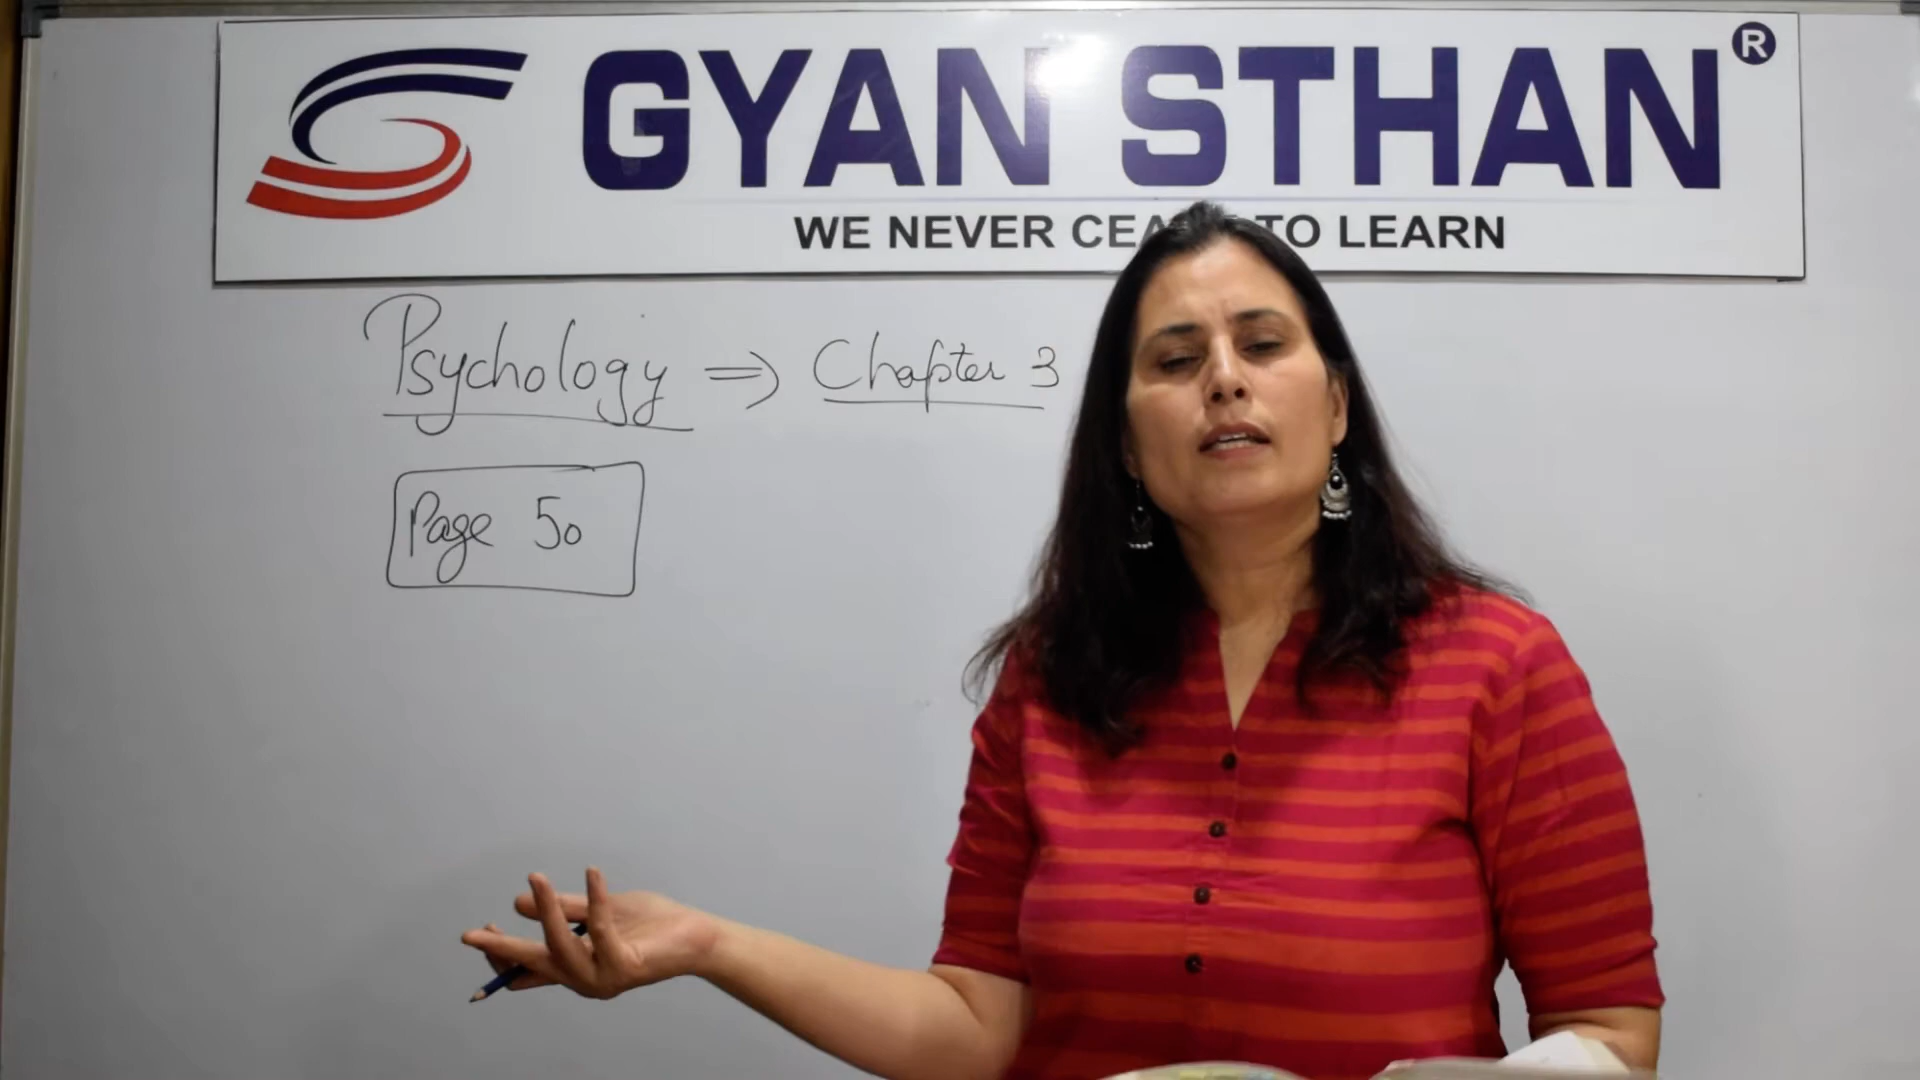 GYAN STHAN®
WE NEVER CEA TO LEARN
Psychology ⇒ Chapter 3
Page 50